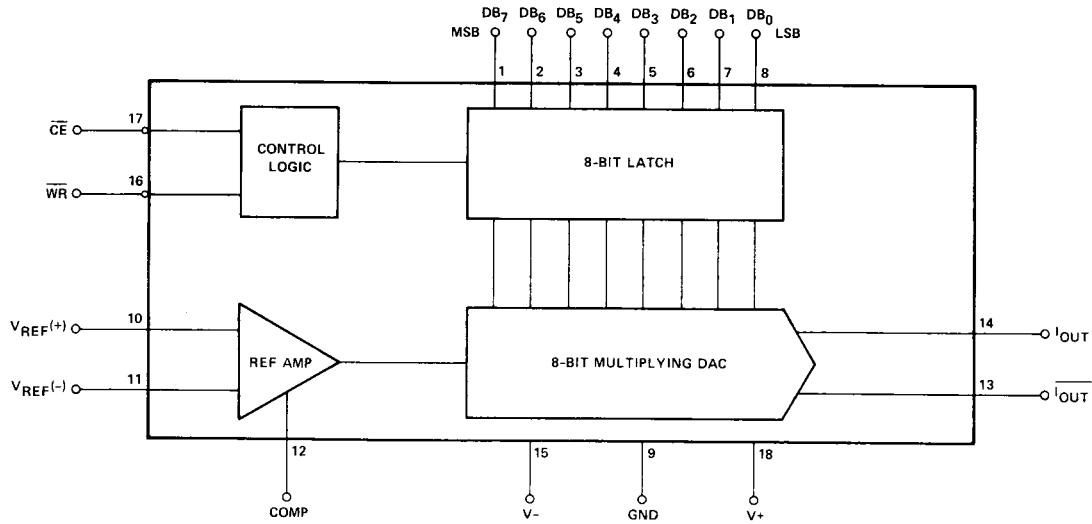 DB7 DB6 DB5 DB4 DB3 DB2 DB1 DB0
MSB LSB
1 2 3 4 5 6 7 8
CE 17
CONTROL
LOGIC
8-BIT LATCH
WR 16
VREF(+) 10
REF AMP
8-BIT MULTIPLYING DAC
14 IOUT
VREF(-) 11
13 IOUT
12 15 9 18
COMP V- GND V+